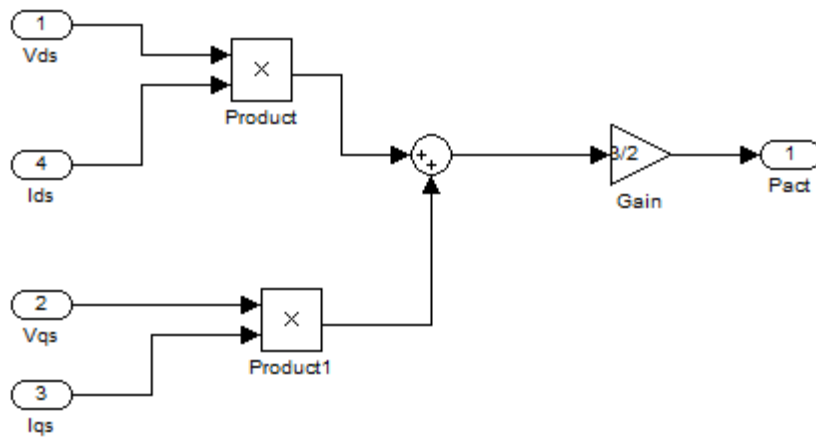 1
Vds
×
Product
4
Ids
+
+
3/2
Gain
1
Pact
2
Vqs
×
Product1
3
Iqs